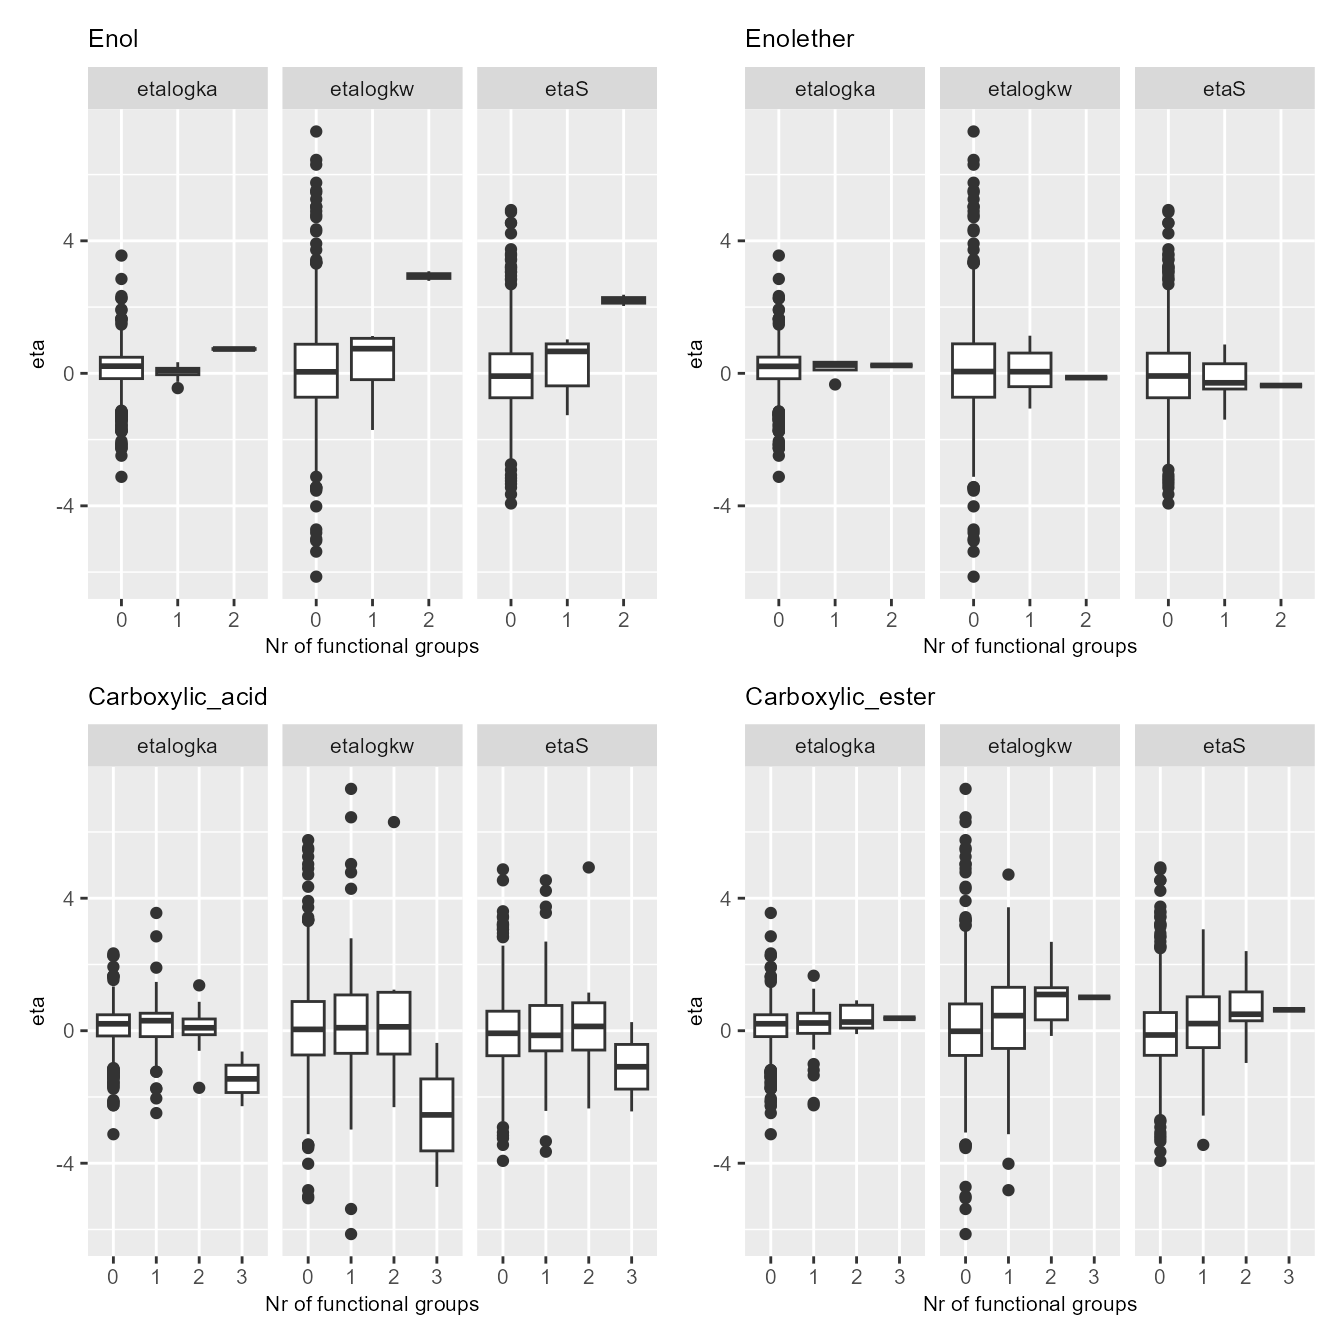 Enol
etalogka etalogkw etaS
4
0
-4
eta
0 1 2 0 1 2 0 1 2
Nr of functional groups
Enolether
etalogka etalogkw etaS
4
0
-4
eta
0 1 2 0 1 2 0 1 2
Nr of functional groups
Carboxylic_acid
etalogka etalogkw etaS
4
0
-4
eta
0 1 2 3 0 1 2 3 0 1 2 3
Nr of functional groups
Carboxylic_ester
etalogka etalogkw etaS
4
0
-4
eta
0 1 2 3 0 1 2 3 0 1 2 3
Nr of functional groups